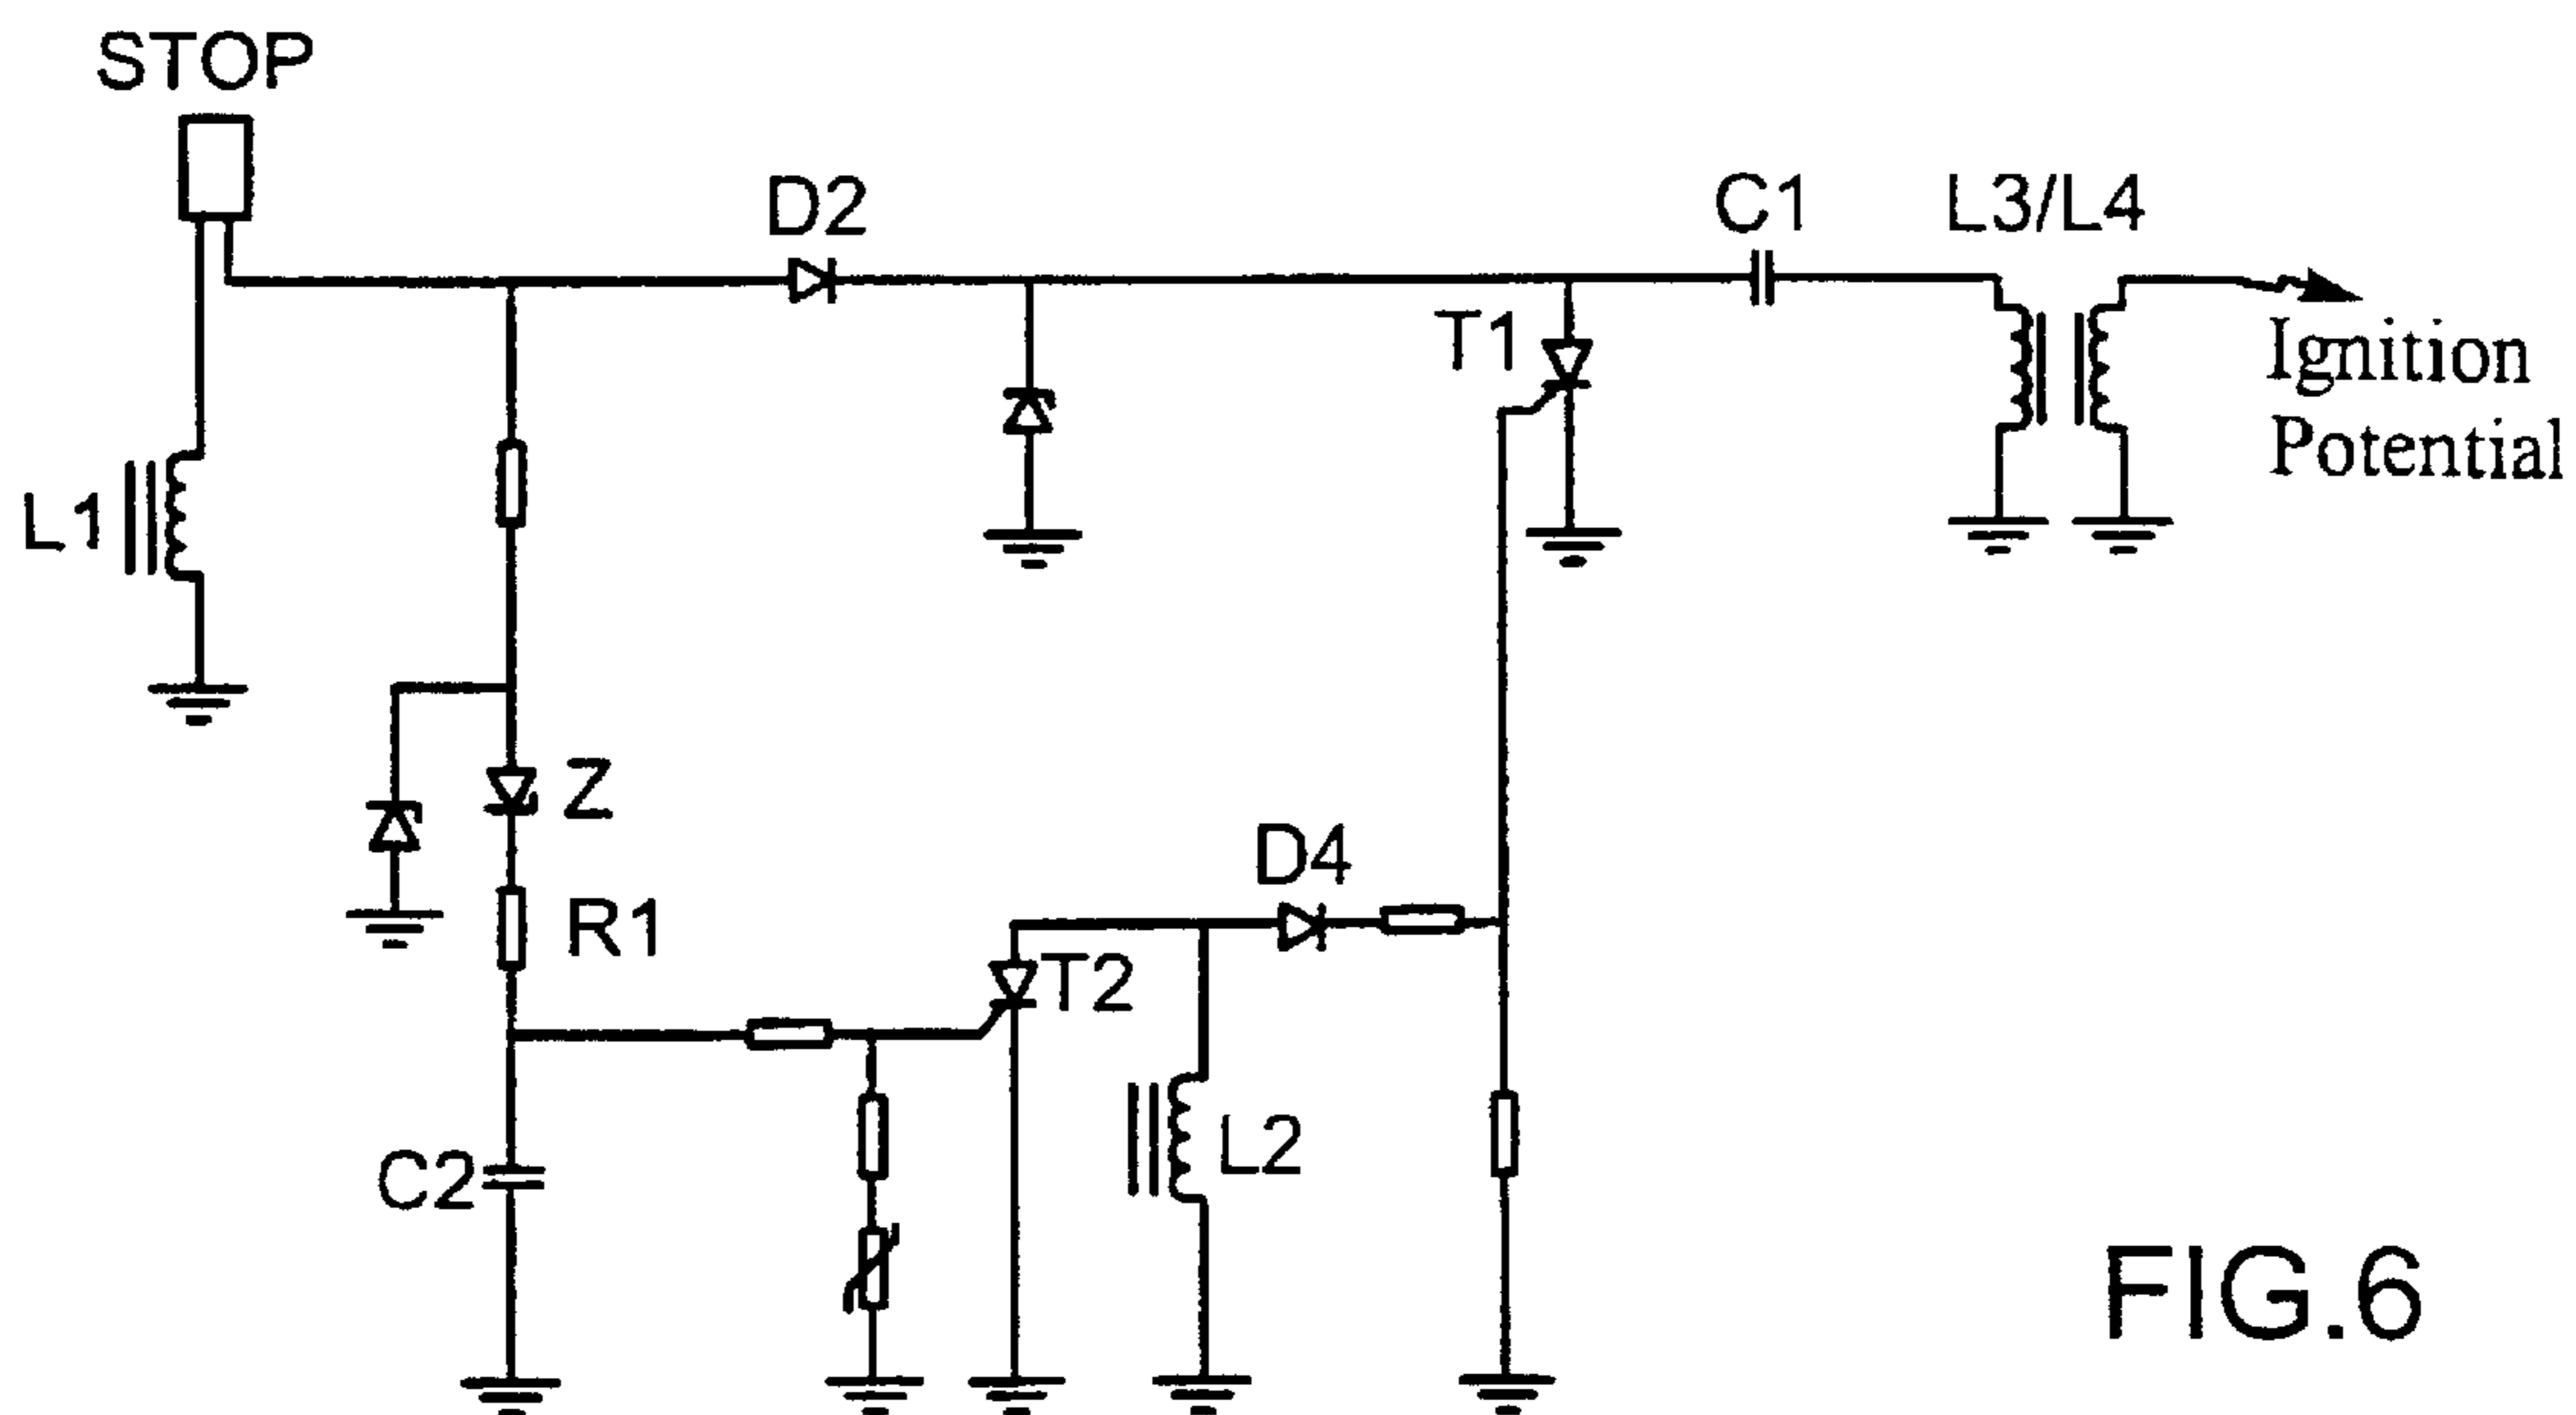 STOP
D2
C1
L3/L4
T1
Ignition
Potential
L1
Z
D4
R1
T2
L2
C2
FIG.6